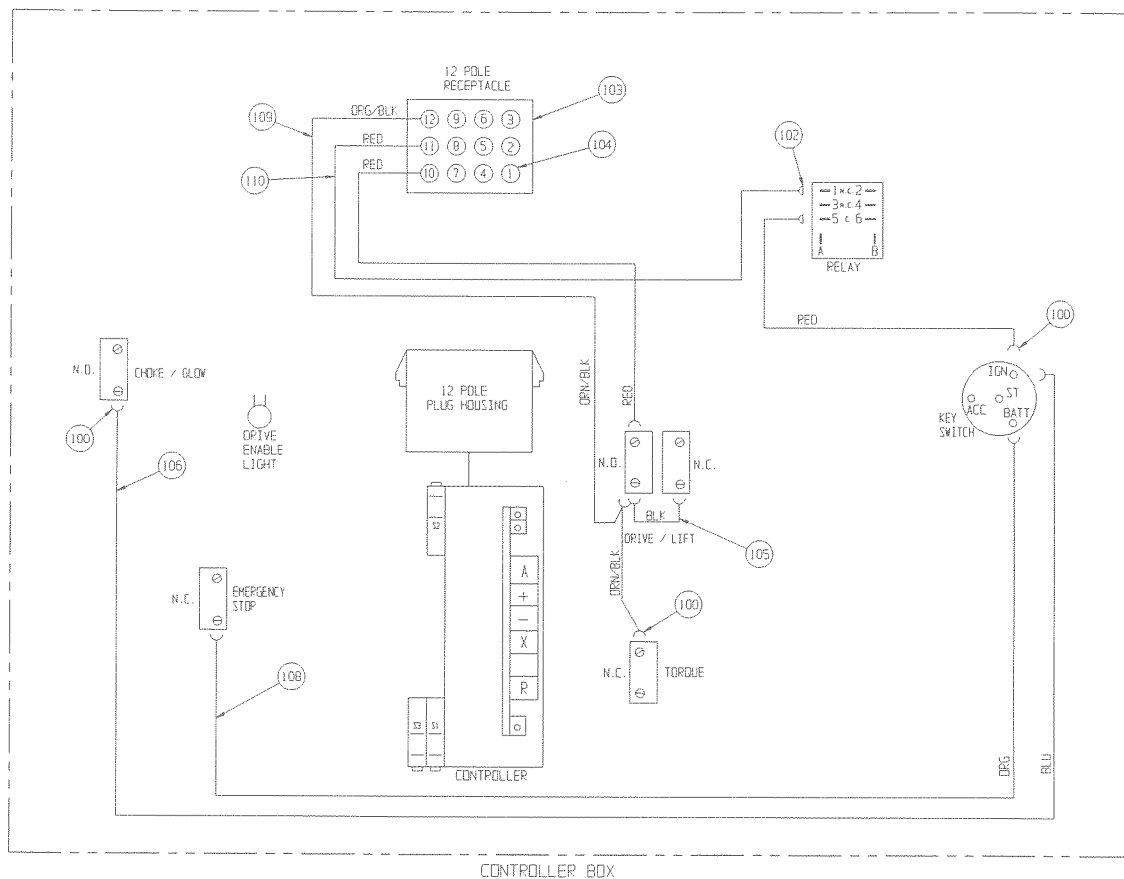 12 POLE
RECEPTACLE
103
ORG/BLK
12 9 6 3
109
RED
11 8 5 2
102
104
RED
10 7 4 1
110
1 N.C. 2
3 N.C. 4
5 C 6
A B
RELAY
RED
100
N.O.
CHOKE / GLOW
IGN
ST
ACC
BATT
KEY
SWITCH
12 POLE
PLUG HOUSING
ORN/BLK
RED
100
DRIVE
ENABLE
LIGHT
106
N.O.
N.C.
BLK
DRIVE / LIFT
105
S2
ORN/BLK
A
+
-
X
R
N.C.
EMERGENCY
STOP
100
N.C.
TORQUE
108
S3 S1
CONTROLLER
ORG
BLU
CONTROLLER BOX